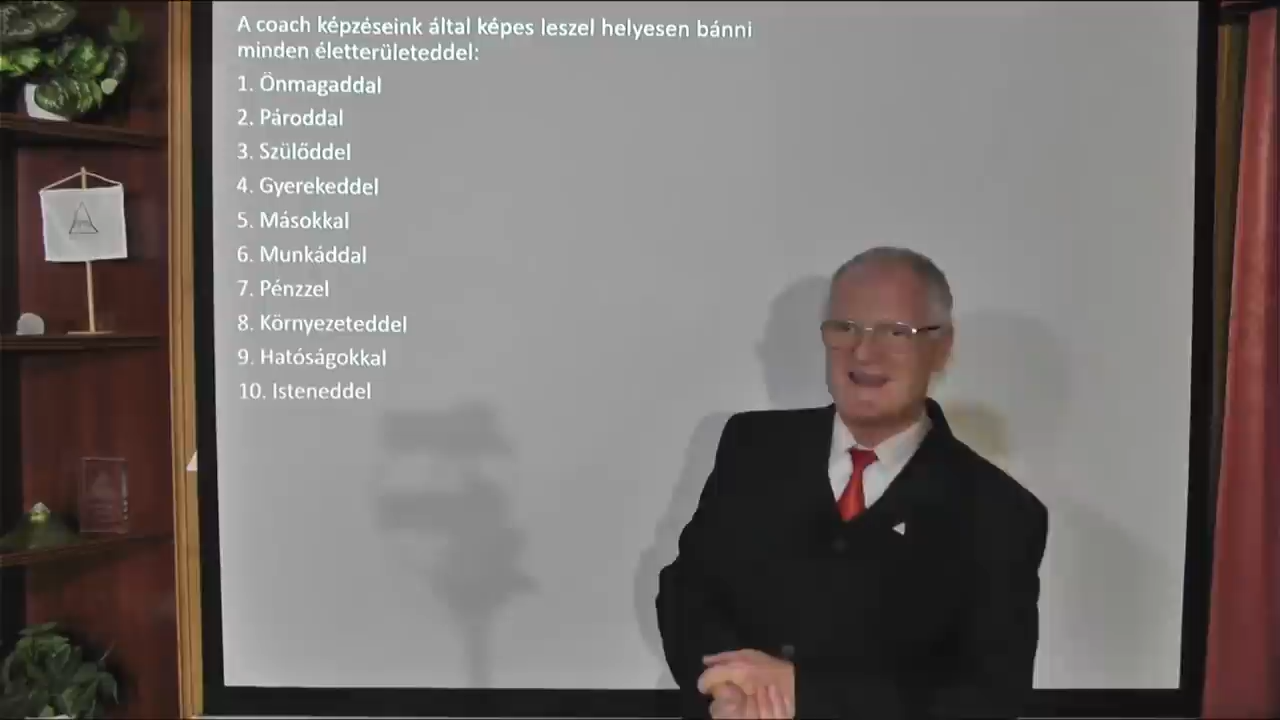 A coach képzéseink által képes leszel helyesen bánni
minden életterületeddel:
1. Önmagaddal
2. Pároddal
3. Szülőddel
4. Gyerekeddel
5. Másokkal
6. Munkáddal
7. Pénzzel
8. Környezeteddel
9. Hatóságokkal
10. Isteneddel